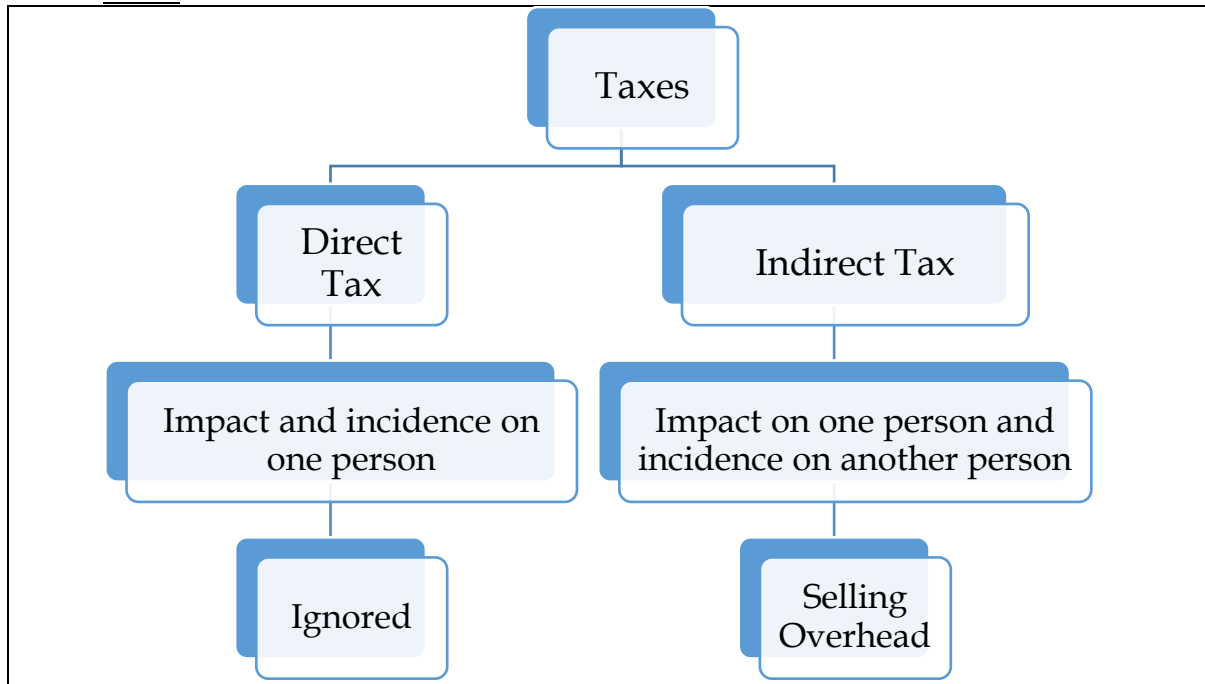 Taxes
Direct
Tax
Indirect Tax
Impact and incidence on
one person
Impact on one person and
incidence on another person
Ignored
Selling
Overhead